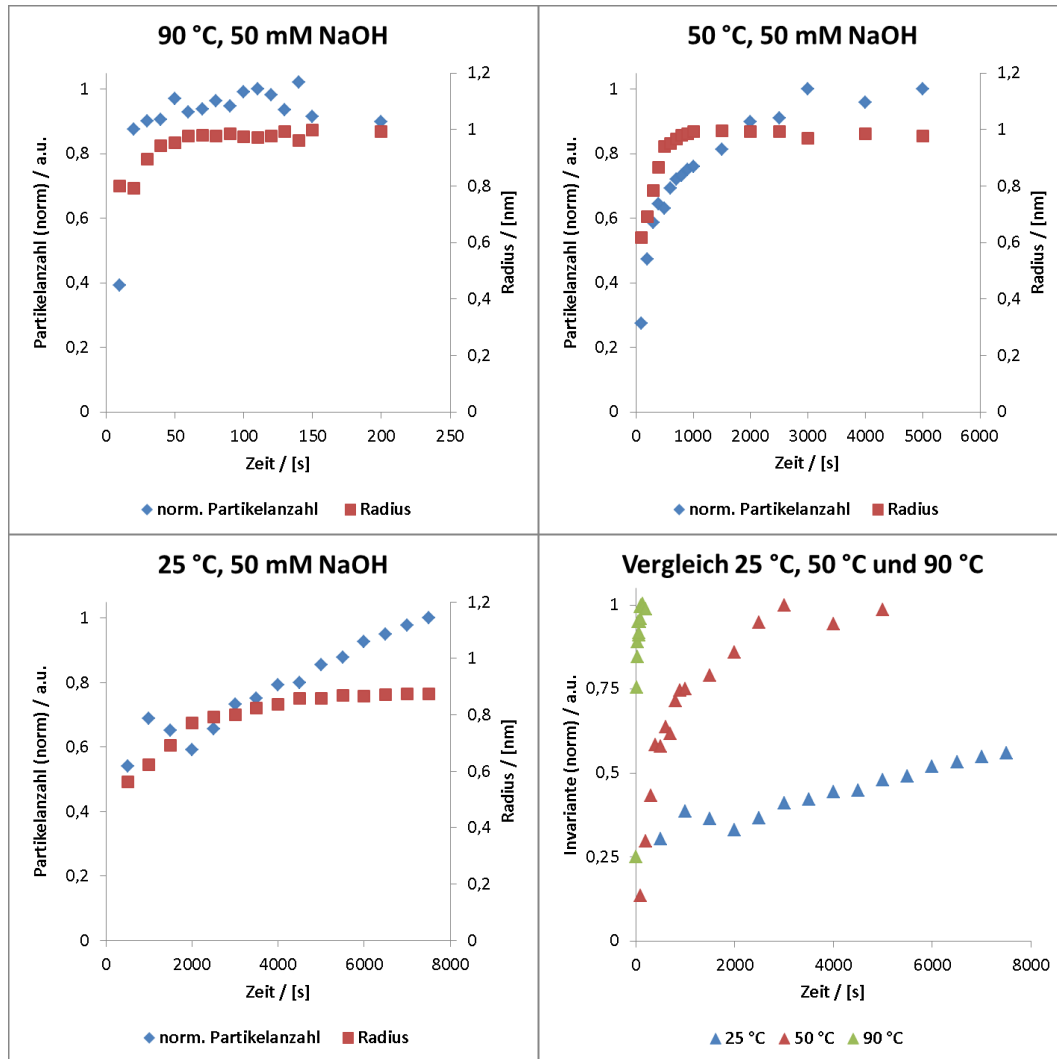 90 °C, 50 mM NaOH
1,2
1
0,8
0,6
0,4
0,2
0
1
0,8
0,6
0,4
0,2
0
Partikelanzahl (norm) / a.u.
Radius / [nm]
0 50 100 150 200 250
Zeit / [s]
norm. Partikelanzahl Radius
50 °C, 50 mM NaOH
1,2
1
0,8
0,6
0,4
0,2
0
1
0,8
0,6
0,4
0,2
0
Partikelanzahl (norm) / a.u.
Radius / [nm]
0 1000 2000 3000 4000 5000 6000
Zeit / [s]
norm. Partikelanzahl Radius
25 °C, 50 mM NaOH
1,2
1
0,8
0,6
0,4
0,2
0
1
0,8
0,6
0,4
0,2
0
Partikelanzahl (norm) / a.u.
Radius / [nm]
0 2000 4000 6000 8000
Zeit / [s]
norm. Partikelanzahl Radius
Vergleich 25 °C, 50 °C und 90 °C
1
0,75
0,5
0,25
0
Invariante (norm) / a.u.
0 2000 4000 6000 8000
Zeit / [s]
25 °C 50 °C 90 °C